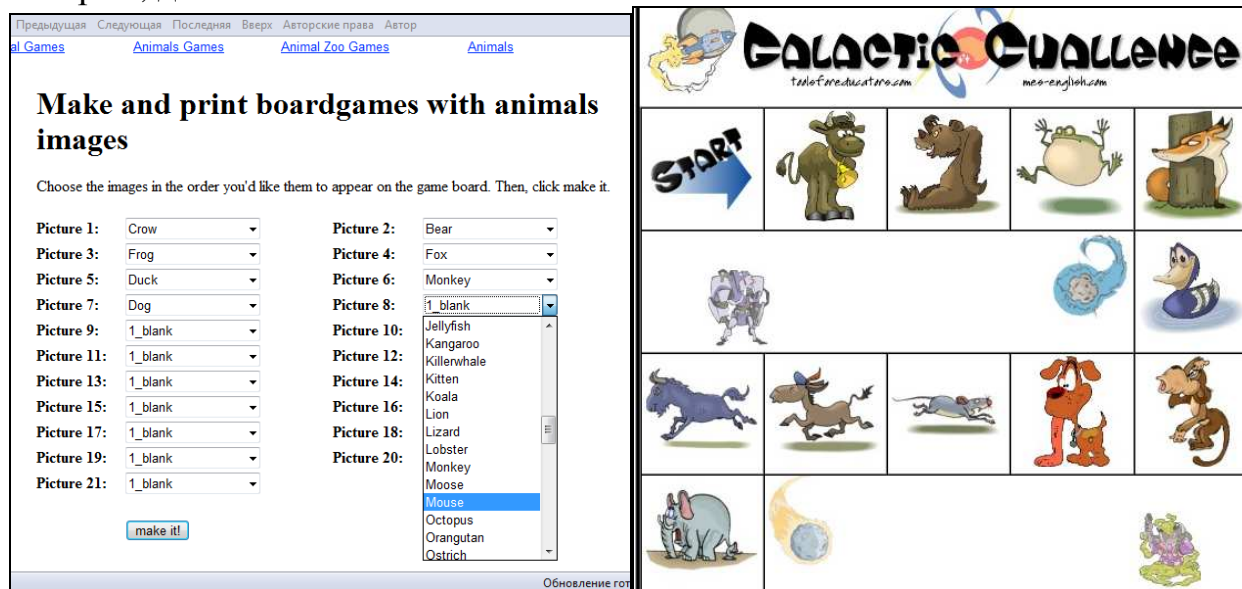 Предыдущая Следующая Последняя Вверх Авторские права Автор
al Games Animals Games Animal Zoo Games Animals
Make and print boardgames with animals
images
Choose the images in the order you'd like them to appear on the game board. Then, click make it.
Picture 1: Crow Picture 2: Bear
Picture 3: Frog Picture 4: Fox
Picture 5: Duck Picture 6: Monkey
Picture 7: Dog Picture 8: 1_blank
Picture 9: 1_blank Picture 10:
Picture 11: 1_blank Picture 12:
Picture 13: 1_blank Picture 14:
Picture 15: 1_blank Picture 16:
Picture 17: 1_blank Picture 18:
Picture 19: 1_blank Picture 20:
Picture 21: 1_blank
Jellyfish
Kangaroo
Killerwhale
Kitten
Koala
Lion
Lizard
Lobster
Monkey
Moose
Mouse
Octopus
Orangutan
Ostrich
make it!
Обновление гот
Galactic Challenge
toolsforeducators.com mes-english.com
START